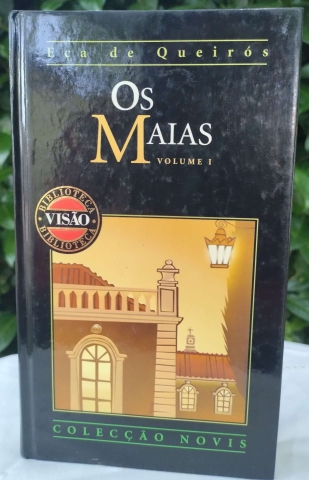 Eça de Queirós
OS
MAIAS
VOLUME I
BIBLIOTECA
VISÃO
BIBLIOTECA
COLECÇÃO NOVIS